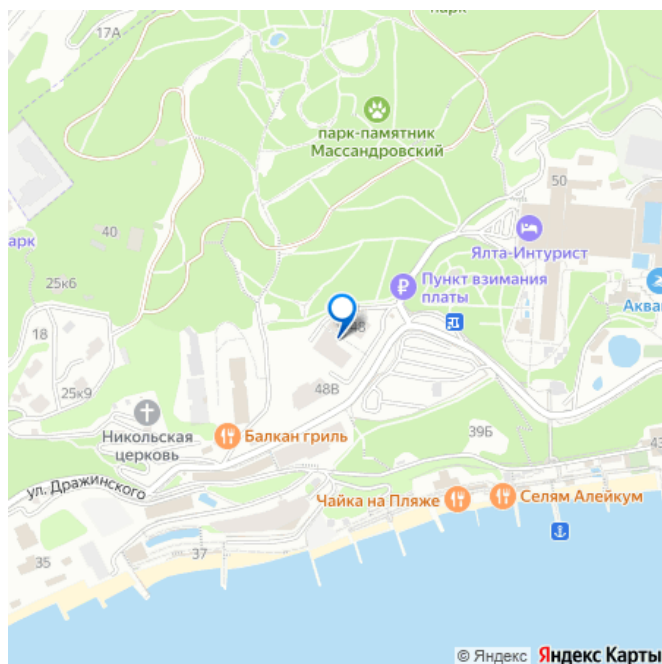 парк
17А
парк-памятник
Массандровский
50
40
арк
Ялта-Интурист
25к6
Пункт взимания
платы
Аква
18
48
25к9
48В
Никольская
церковь
Балкан гриль
39Б
43
ул. Дражинского
Чайка на Пляже
Селям Алейкум
37
35
© Яндекс Яндекс Карты